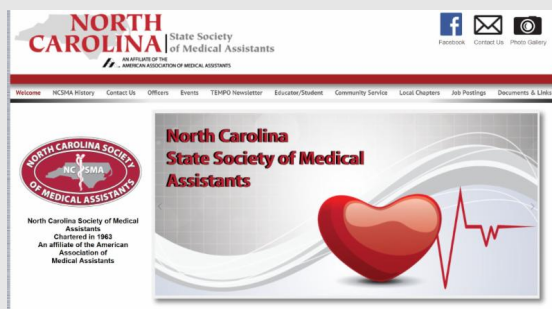 NORTH
CAROLINA
State Society
of Medical Assistants
AN AFFILIATE OF THE
AMERICAN ASSOCIATION OF MEDICAL ASSISTANTS
Facebook Contact Us Photo Gallery
Welcome NCSMA History Contact Us Officers Events TEMPO Newsletter Educator/Student Community Service Local Chapters Job Postings Documents & Links
NORTH CAROLINA SOCIETY
NC SMA
OF MEDICAL ASSISTANTS
North Carolina Society of Medical
Assistants
Chartered in 1963
An affiliate of the American
Association of
Medical Assistants
North Carolina
State Society of Medical
Assistants